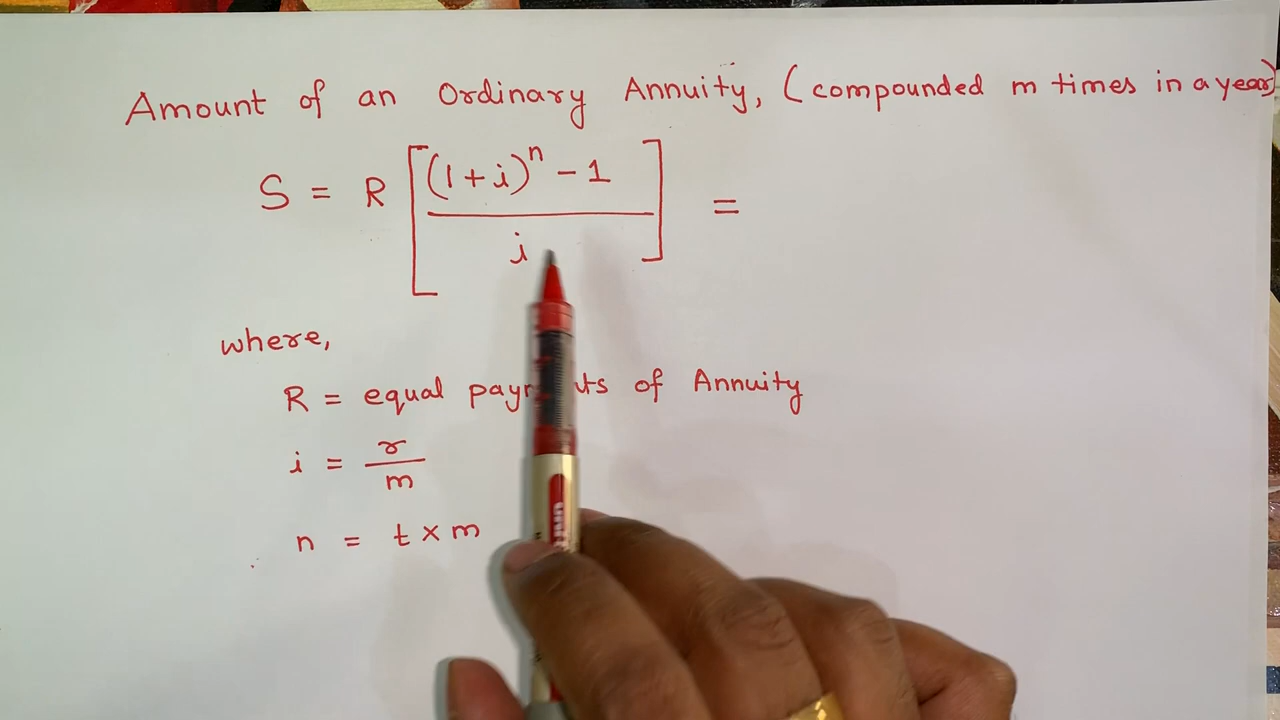 Amount of an Ordinary Annuity, (compounded m times in a year)
S = R [ (1+i)^n - 1 / i ] =
where,
R = equal payments of Annuity
i = r/m
n = t × m